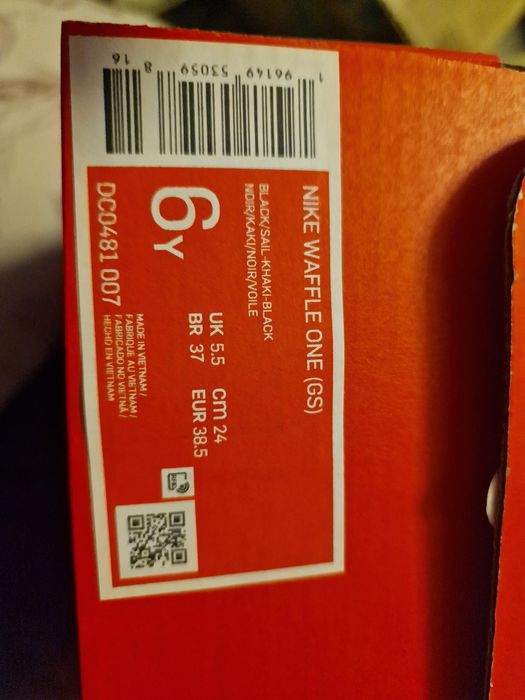 NIKE WAFFLE ONE (GS)
BLACK/SAIL-KHAKI-BLACK
NOIR/KAKI/NOIR/VOILE
6Y
UK 5.5 cm 24
BR 37 EUR 38.5
DC0481 007
MADE IN VIETNAM /
FABRIQUE AU VIETNAM /
FABRICADO NO VIETNÃ /
HECHO EN VIETNAM
1 96149 53059 8 16